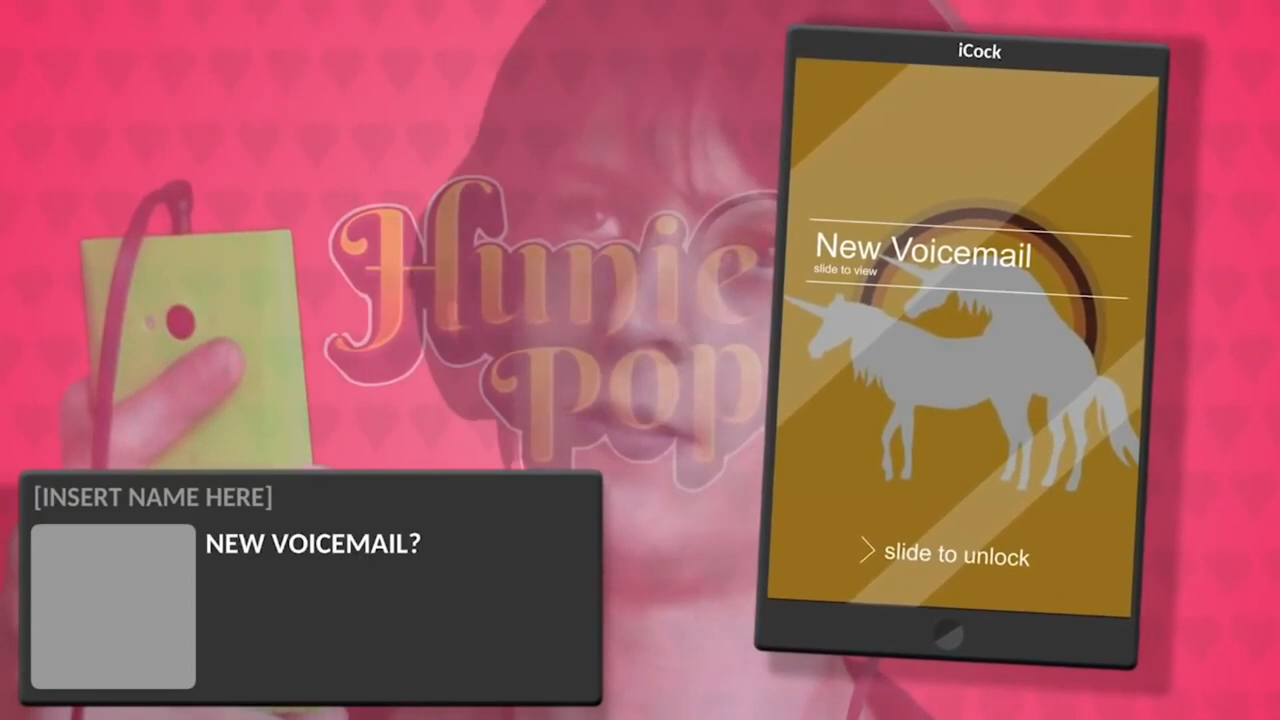 iCock
Hunie
pop
New Voicemail
slide to view
slide to unlock
[INSERT NAME HERE]
NEW VOICEMAIL?